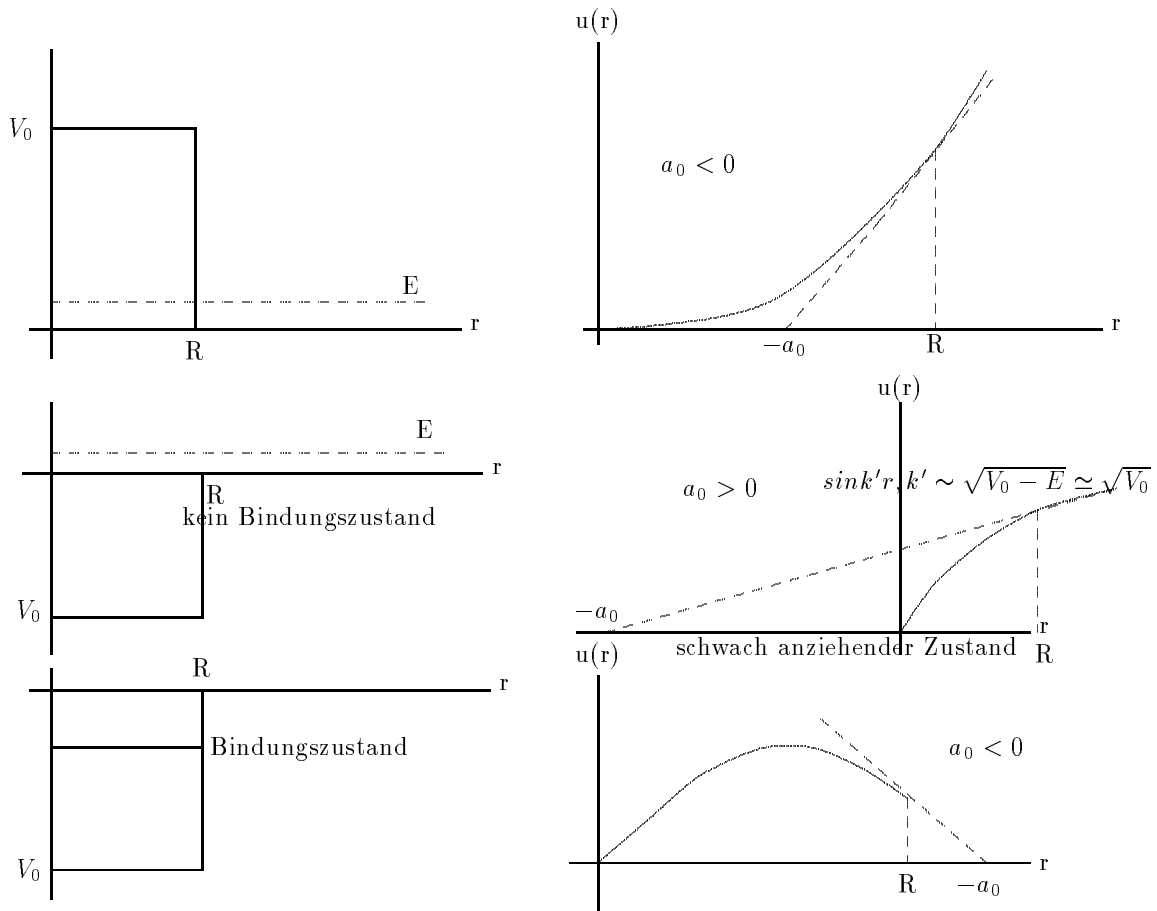 u(r)
V₀
a₀ < 0
E
r
R
−a₀
R
r
E
r
R
kein Bindungszustand
V₀
u(r)
a₀ > 0
sink′r, k′ ∼ √V₀ − E ≃ √V₀
−a₀
r
R
schwach anziehender Zustand
R
r
Bindungszustand
V₀
u(r)
a₀ < 0
r
R
−a₀